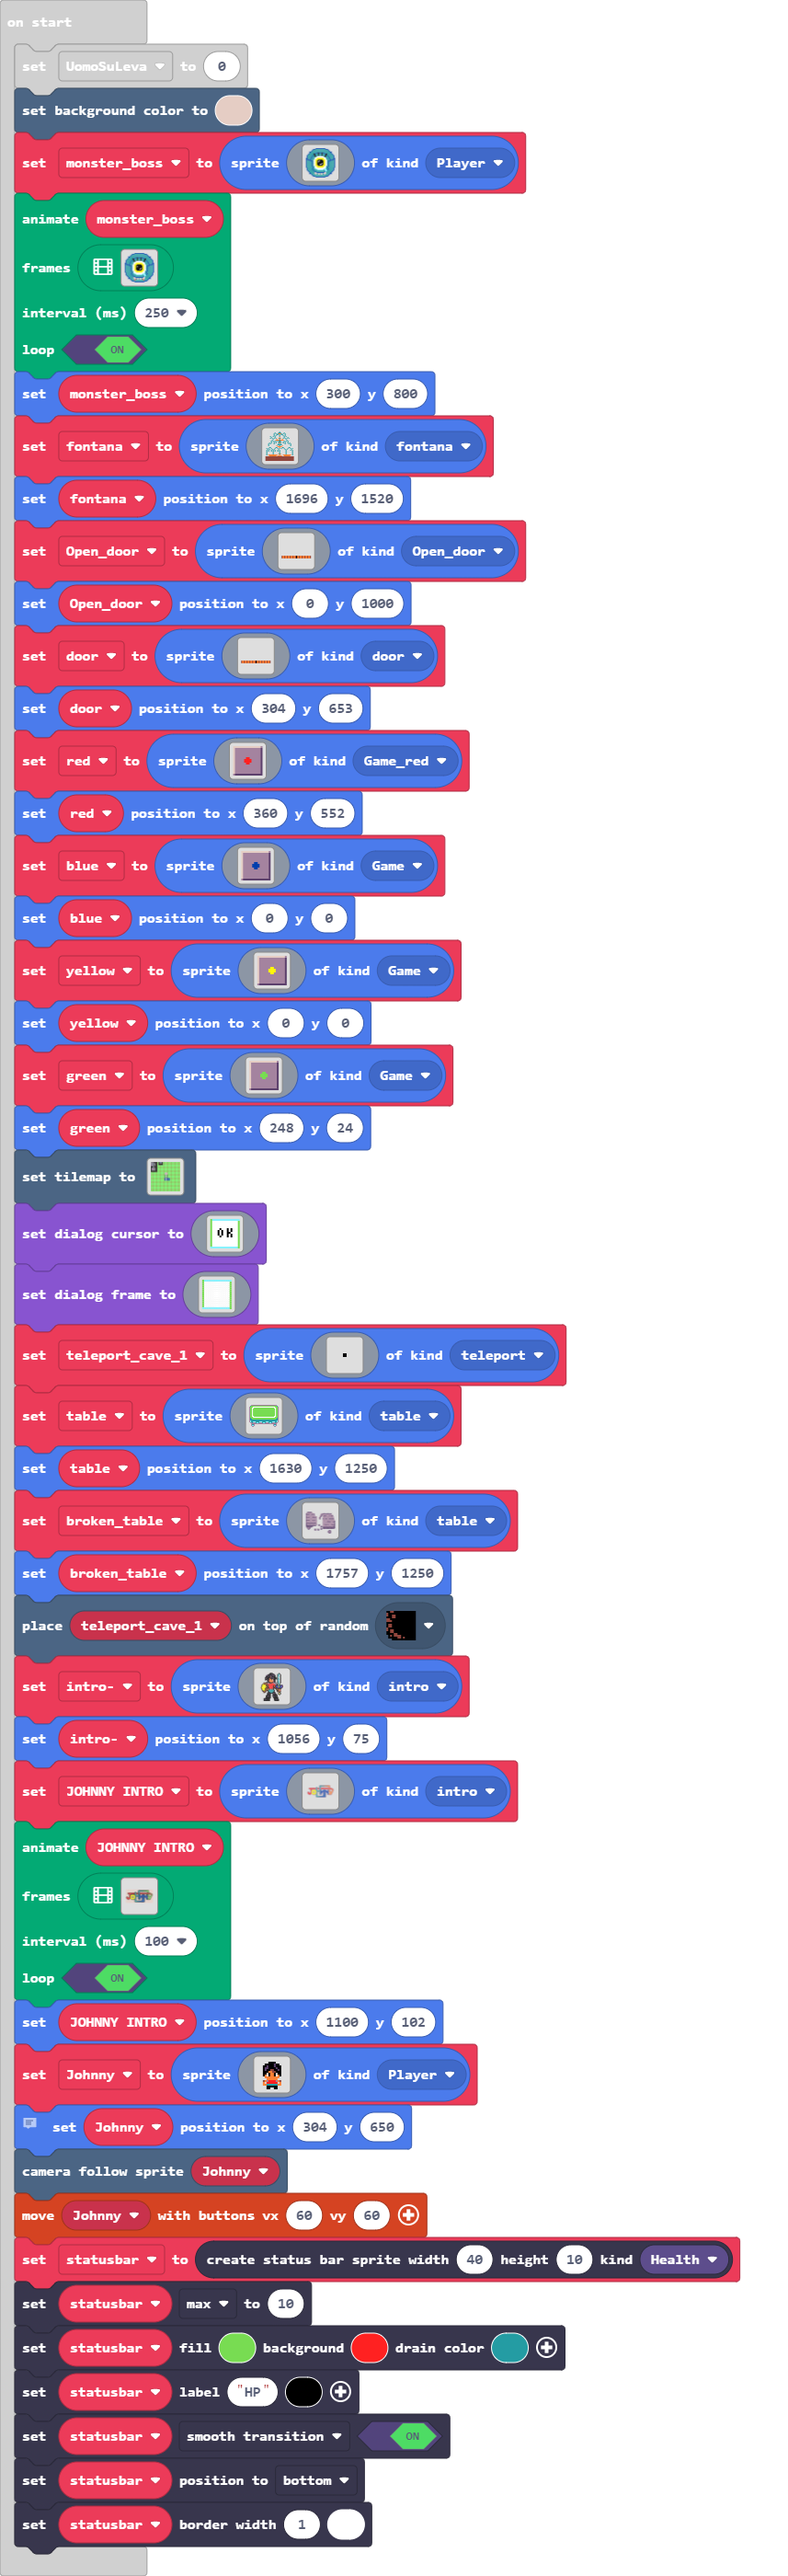 on start
set UomoSuLeva to 0
set background color to
set monster_boss to sprite of kind Player
animate monster_boss
frames
interval (ms) 250
loop ON
set monster_boss position to x 300 y 800
set fontana to sprite of kind fontana
set fontana position to x 1696 y 1520
set Open_door to sprite of kind Open_door
set Open_door position to x 0 y 1000
set door to sprite of kind door
set door position to x 304 y 653
set red to sprite of kind Game_red
set red position to x 360 y 552
set blue to sprite of kind Game
set blue position to x 0 y 0
set yellow to sprite of kind Game
set yellow position to x 0 y 0
set green to sprite of kind Game
set green position to x 248 y 24
set tilemap to
set dialog cursor to OK
set dialog frame to
set teleport_cave_1 to sprite of kind teleport
set table to sprite of kind table
set table position to x 1630 y 1250
set broken_table to sprite of kind table
set broken_table position to x 1757 y 1250
place teleport_cave_1 on top of random
set intro- to sprite of kind intro
set intro- position to x 1056 y 75
set JOHNNY INTRO to sprite of kind intro
animate JOHNNY INTRO
frames
interval (ms) 100
loop ON
set JOHNNY INTRO position to x 1100 y 102
set Johnny to sprite of kind Player
set Johnny position to x 304 y 650
camera follow sprite Johnny
move Johnny with buttons vx 60 vy 60
set statusbar to create status bar sprite width 40 height 10 kind Health
set statusbar max to 10
set statusbar fill background drain color
set statusbar label "HP"
set statusbar smooth transition ON
set statusbar position to bottom
set statusbar border width 1